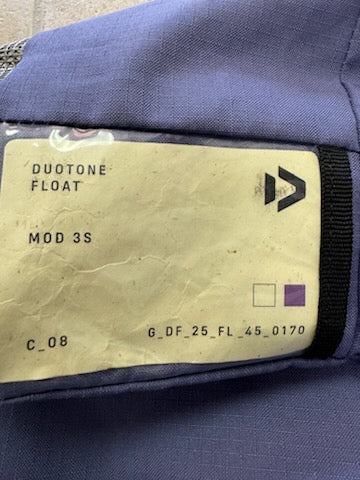 DUOTONE
FLOAT
MOD 3S
C_08
G_DF_25_FL_45_0170